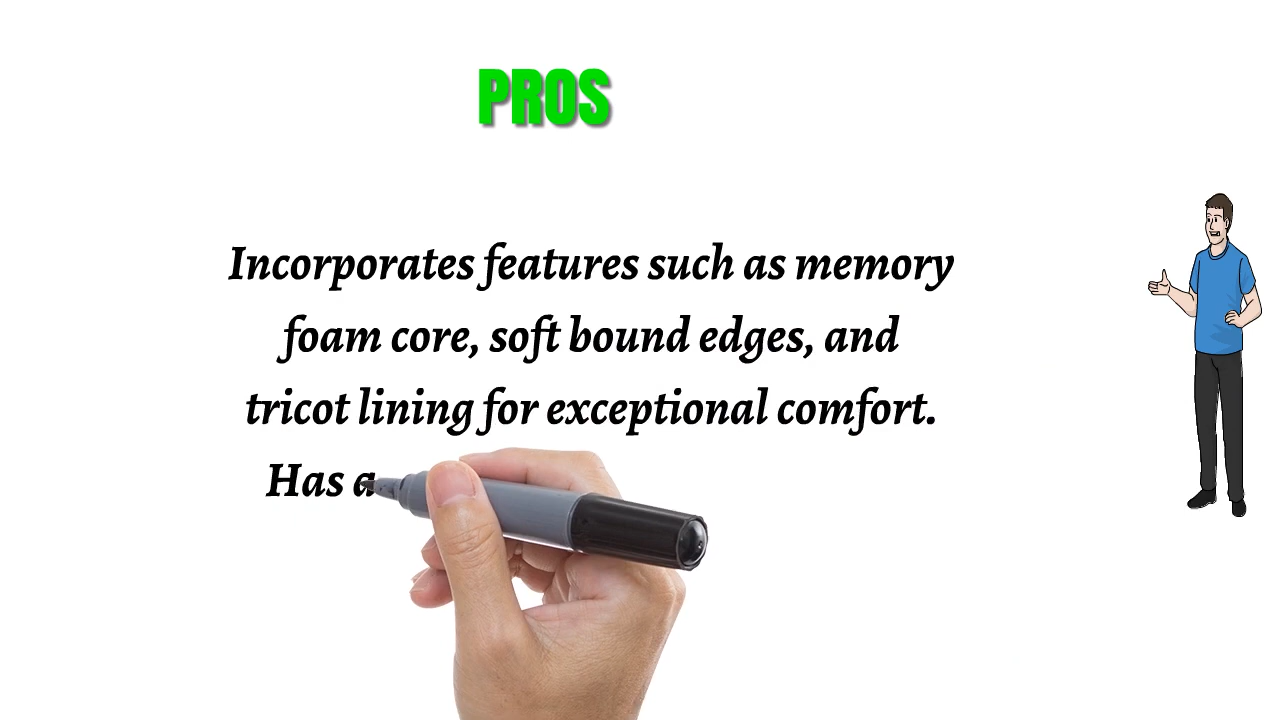 PROS
Incorporates features such as memory
foam core, soft bound edges, and
tricot lining for exceptional comfort.
Has a